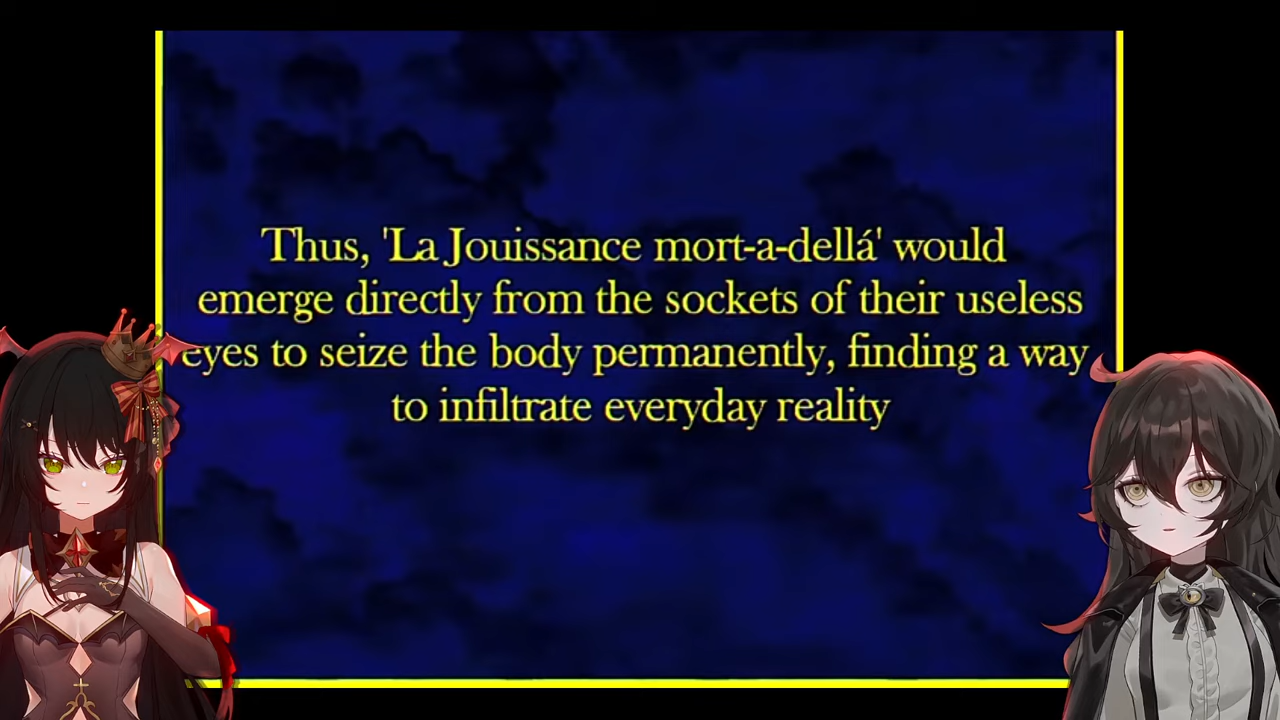 Thus, 'La Jouissance mort-a-dellá' would
emerge directly from the sockets of their useless
eyes to seize the body permanently, finding a way
to infiltrate everyday reality